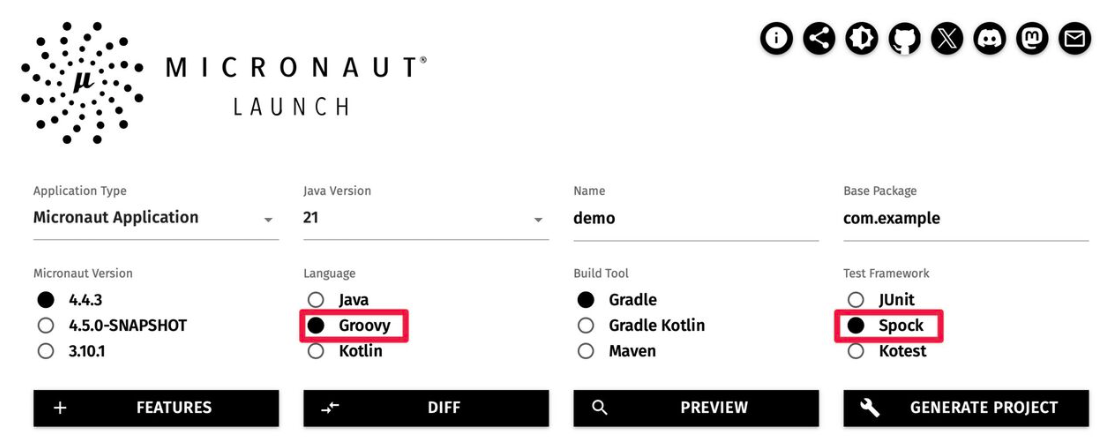 μ
MICRONAUT®
LAUNCH
Application Type
Micronaut Application
Java Version
21
Name
demo
Base Package
com.example
Micronaut Version
4.4.3
4.5.0-SNAPSHOT
3.10.1
Language
Java
Groovy
Kotlin
Build Tool
Gradle
Gradle Kotlin
Maven
Test Framework
JUnit
Spock
Kotest
FEATURES
DIFF
PREVIEW
GENERATE PROJECT